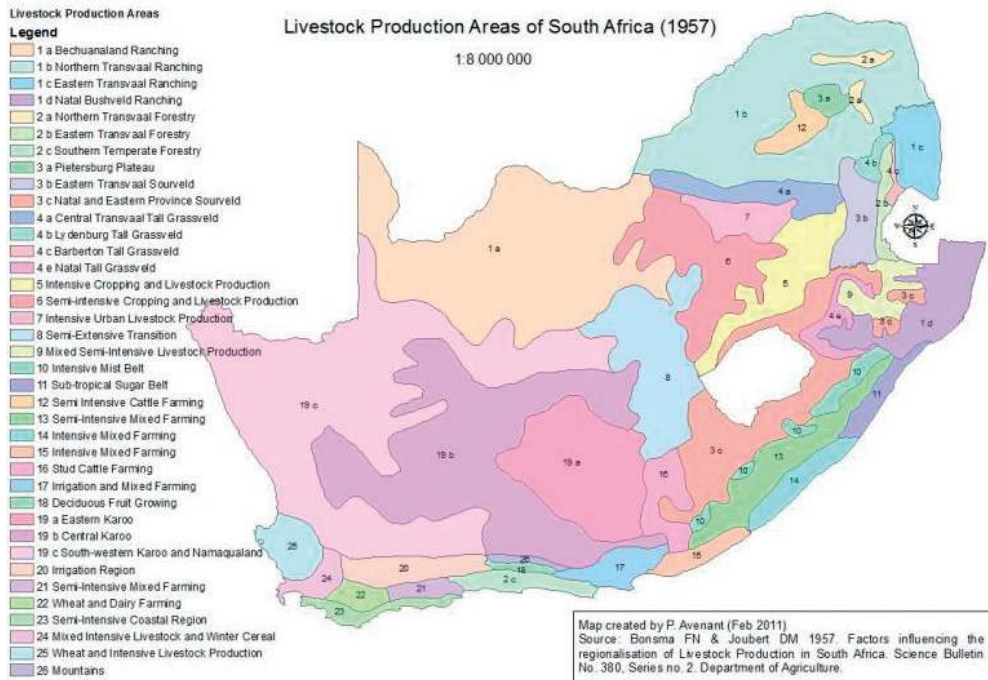 Livestock Production Areas
Legend
1 a Bechuanaland Ranching
1 b Northern Transvaal Ranching
1 c Eastern Transvaal Ranching
1 d Natal Bushveld Ranching
2 a Northern Transvaal Forestry
2 b Eastern Transvaal Forestry
2 c Southern Temperate Forestry
3 a Pietersburg Plateau
3 b Eastern Transvaal Sourveld
3 c Natal and Eastern Province Sourveld
4 a Central Transvaal Tall Grassveld
4 b Lydenburg Tall Grassveld
4 c Barberton Tall Grassveld
4 e Natal Tall Grassveld
5 Intensive Cropping and Livestock Production
6 Semi-intensive Cropping and Livestock Production
7 Intensive Urban Livestock Production
8 Semi-Extensive Transition
9 Mixed Semi-Intensive Livestock Production
10 Intensive Mist Belt
11 Sub-tropical Sugar Belt
12 Semi Intensive Cattle Farming
13 Semi-Intensive Mixed Farming
14 Intensive Mixed Farming
15 Intensive Mixed Farming
16 Stud Cattle Farming
17 Irrigation and Mixed Farming
18 Deciduous Fruit Growing
19 a Eastern Karoo
19 b Central Karoo
19 c South-western Karoo and Namaqualand
20 Irrigation Region
21 Semi-Intensive Mixed Farming
22 Wheat and Dairy Farming
23 Semi-Intensive Coastal Region
24 Mixed Intensive Livestock and Winter Cereal
25 Wheat and Intensive Livestock Production
26 Mountains
Livestock Production Areas of South Africa (1957)
1:8 000 000
2 a
3 a
2 a
1 b
12
1 c
4 b
4 c
4 a
2 b
7
3 b
N
W
E
S
1 a
6
5
9
3 c
4 e
3 c
1 d
8
10
11
19 c
19 b
19 a
3 c
10
13
16
10
14
10
25
15
26
20
18
17
24
2 c
22
21
23
Map created by P. Avenant (Feb 2011)
Source: Bonsma FN & Joubert DM 1957. Factors influencing the
regionalisation of Livestock Production in South Africa. Science Bulletin
No. 380, Series no. 2. Department of Agriculture.